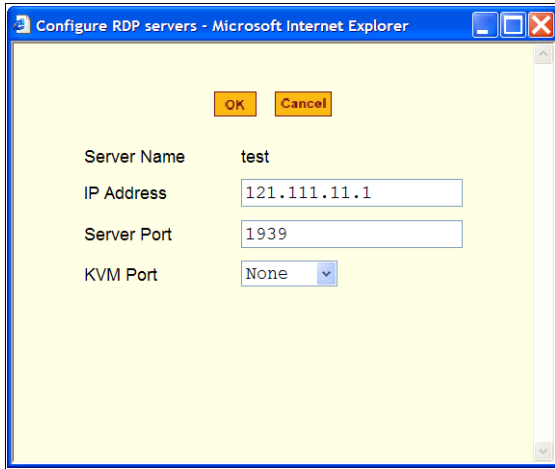 Configure RDP servers - Microsoft Internet Explorer
OK Cancel
Server Name test
IP Address 121.111.11.1
Server Port 1939
KVM Port None